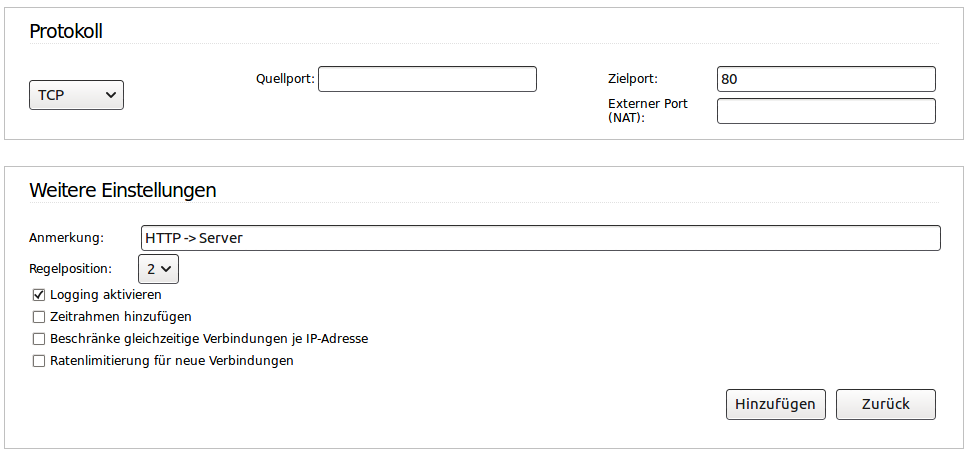 Protokoll
TCP
Quellport:
Zielport: 80
Externer Port
(NAT):
Weitere Einstellungen
Anmerkung: HTTP -> Server
Regelposition: 2
Logging aktivieren
Zeitrahmen hinzufügen
Beschränke gleichzeitige Verbindungen je IP-Adresse
Ratenlimitierung für neue Verbindungen
Hinzufügen Zurück